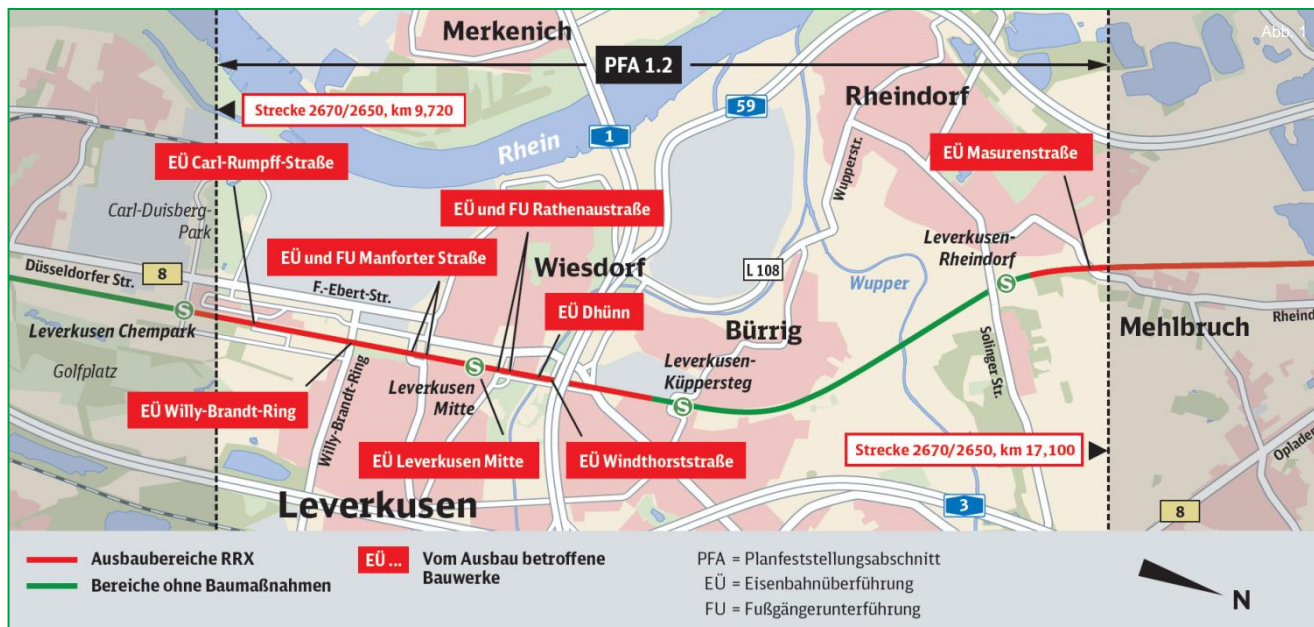 Merkenich
Abb. 1
PFA 1.2
Strecke 2670/2650, km 9,720
59
Rheindorf
1
Rhein
Wupperstr.
EÜ Carl-Rumpff-Straße
EÜ Masurenstraße
EÜ und FU Rathenaustraße
Carl-Duisberg-
Park
EÜ und FU Manforter Straße
Leverkusen-
Rheindorf
8
Düsseldorfer Str.
F.-Ebert-Str.
Wiesdorf
L 108
Wupper
EÜ Dhünn
Leverkusen Chempark
Bürrig
Mehlbruch
Rheind
Golfplatz
Leverkusen
Mitte
Leverkusen-
Küppersteg
Solinger Str.
EÜ Willy-Brandt-Ring
Willy-Brandt-Ring
EÜ Leverkusen Mitte
EÜ Windthorststraße
Strecke 2670/2650, km 17,100
Opladen
Leverkusen
3
8
S
S
S
S
Ausbaubereiche RRX
Bereiche ohne Baumaßnahmen
EÜ ...
Vom Ausbau betroffene
Bauwerke
PFA = Planfeststellungsabschnitt
EÜ = Eisenbahnüberführung
FU = Fußgängerunterführung
N